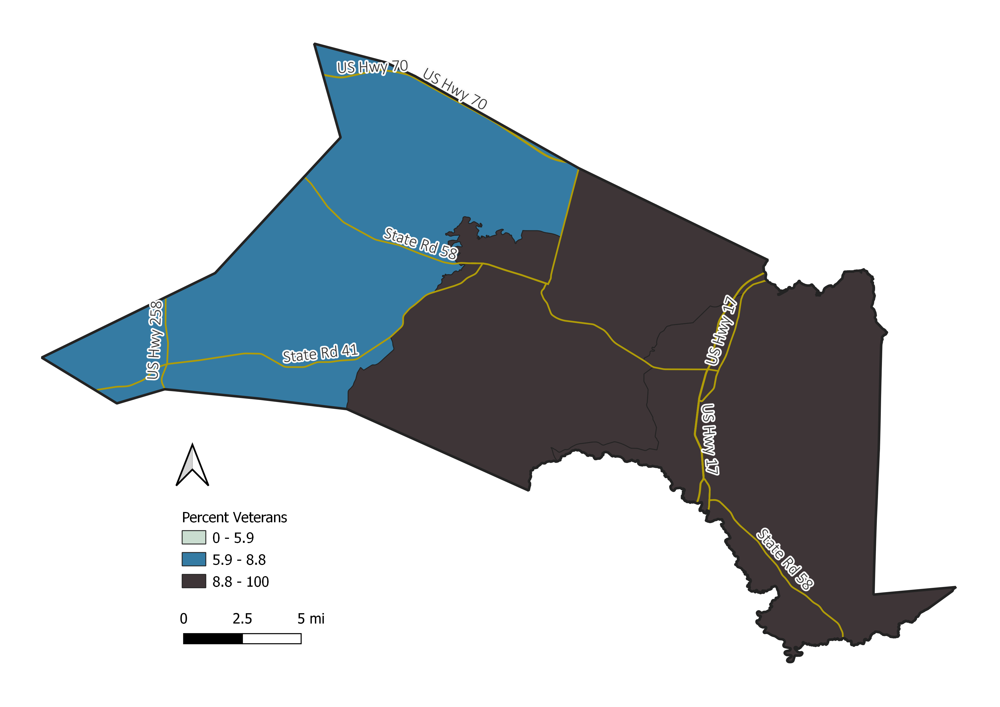 US Hwy 70
US Hwy 70
State Rd 58
US Hwy 258
US Hwy 17
State Rd 41
US Hwy 17
State Rd 58
Percent Veterans
0 - 5.9
5.9 - 8.8
8.8 - 100
0 2.5 5 mi